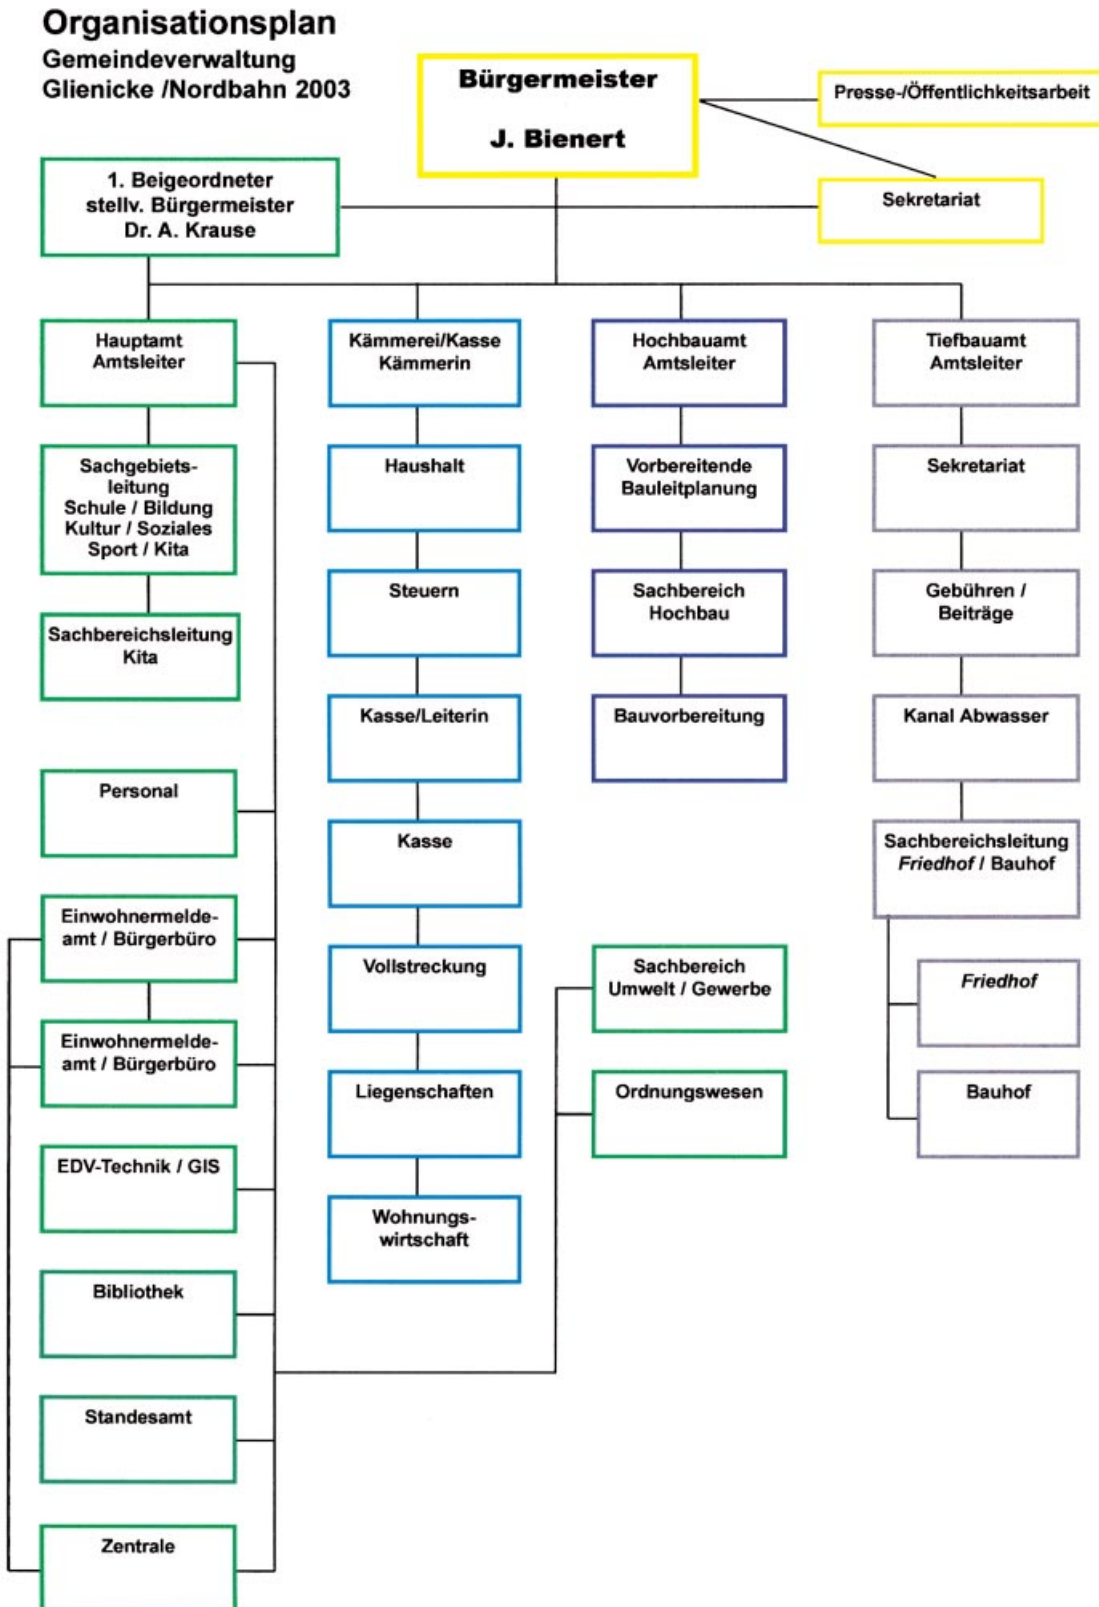 Organisationsplan
Gemeindeverwaltung
Glienicke /Nordbahn 2003
Bürgermeister
J. Bienert
Presse-/Öffentlichkeitsarbeit
Sekretariat
1. Beigeordneter
stellv. Bürgermeister
Dr. A. Krause
Hauptamt
Amtsleiter
Sachgebiets-
leitung
Schule / Bildung
Kultur / Soziales
Sport / Kita
Sachbereichsleitung
Kita
Personal
Einwohnermelde-
amt / Bürgerbüro
Einwohnermelde-
amt / Bürgerbüro
EDV-Technik / GIS
Bibliothek
Standesamt
Zentrale
Kämmerei/Kasse
Kämmerin
Haushalt
Steuern
Kasse/Leiterin
Kasse
Vollstreckung
Liegenschaften
Wohnungs-
wirtschaft
Hochbauamt
Amtsleiter
Vorbereitende
Bauleitplanung
Sachbereich
Hochbau
Bauvorbereitung
Sachbereich
Umwelt / Gewerbe
Ordnungswesen
Tiefbauamt
Amtsleiter
Sekretariat
Gebühren /
Beiträge
Kanal Abwasser
Sachbereichsleitung
Friedhof / Bauhof
Friedhof
Bauhof